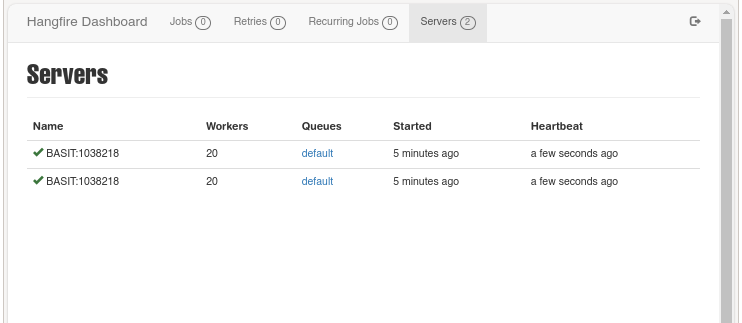 Hangfire Dashboard Jobs 0 Retries 0 Recurring Jobs 0 Servers 2
Servers
Name Workers Queues Started Heartbeat
BASIT:1038218 20 default 5 minutes ago a few seconds ago
BASIT:1038218 20 default 5 minutes ago a few seconds ago